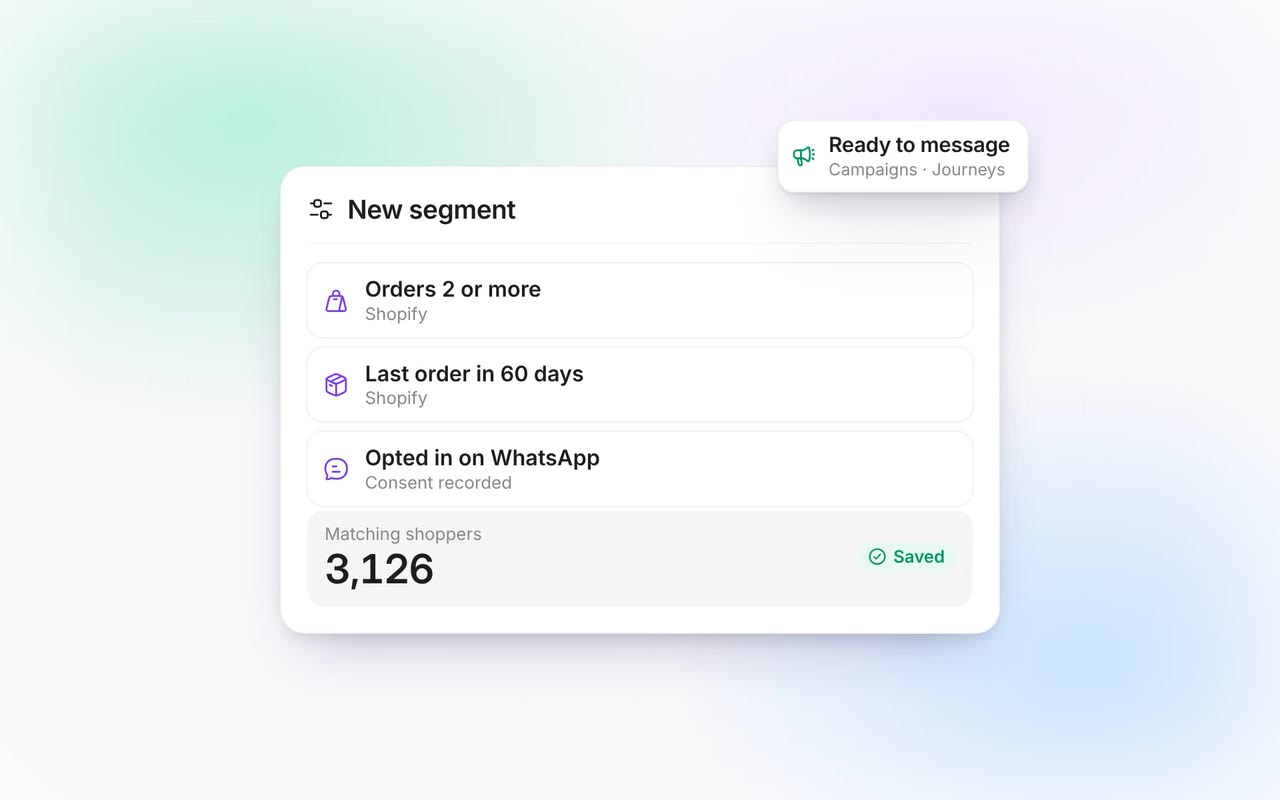 Ready to message
Campaigns · Journeys
New segment
Orders 2 or more
Shopify
Last order in 60 days
Shopify
Opted in on WhatsApp
Consent recorded
Matching shoppers
3,126
Saved